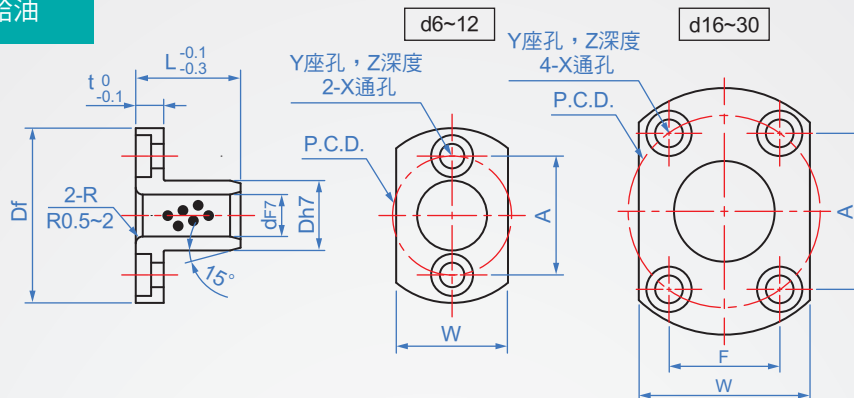 給油
d6~12
d16~30
L -0.1 -0.3
t 0 -0.1
Y座孔，Z深度
2-X通孔
P.C.D.
Y座孔，Z深度
4-X通孔
P.C.D.
Df
2-R
R0.5~2
dF7
Dh7
15°
A
W
A
F
W